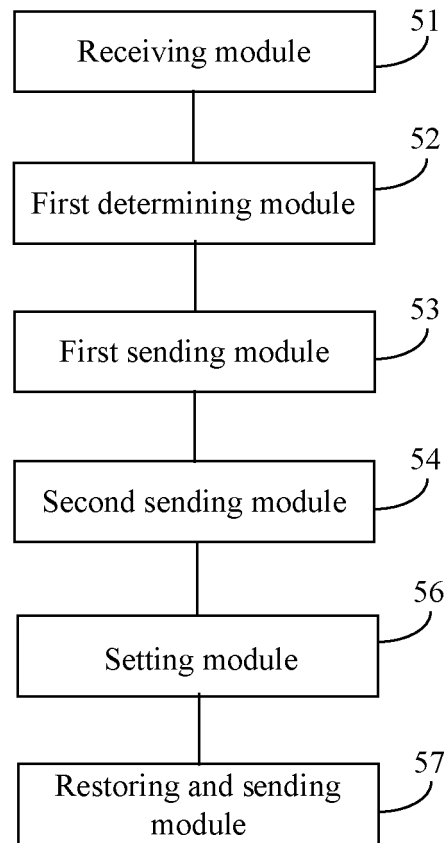 51
Receiving module
52
First determining module
53
First sending module
54
Second sending module
56
Setting module
57
Restoring and sending
module